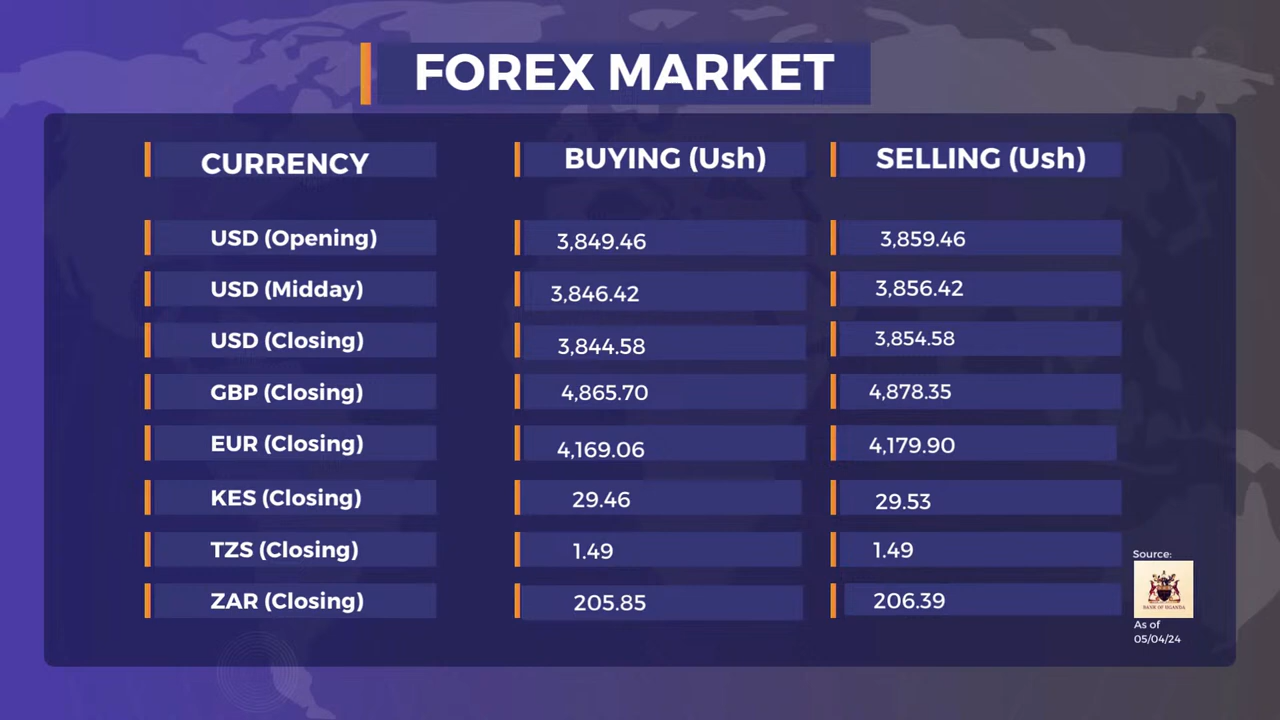 FOREX MARKET
CURRENCY BUYING (Ush) SELLING (Ush)
USD (Opening) 3,849.46 3,859.46
USD (Midday) 3,846.42 3,856.42
USD (Closing) 3,844.58 3,854.58
GBP (Closing) 4,865.70 4,878.35
EUR (Closing) 4,169.06 4,179.90
KES (Closing) 29.46 29.53
TZS (Closing) 1.49 1.49
ZAR (Closing) 205.85 206.39
Source:
BANK OF UGANDA
As of
05/04/24